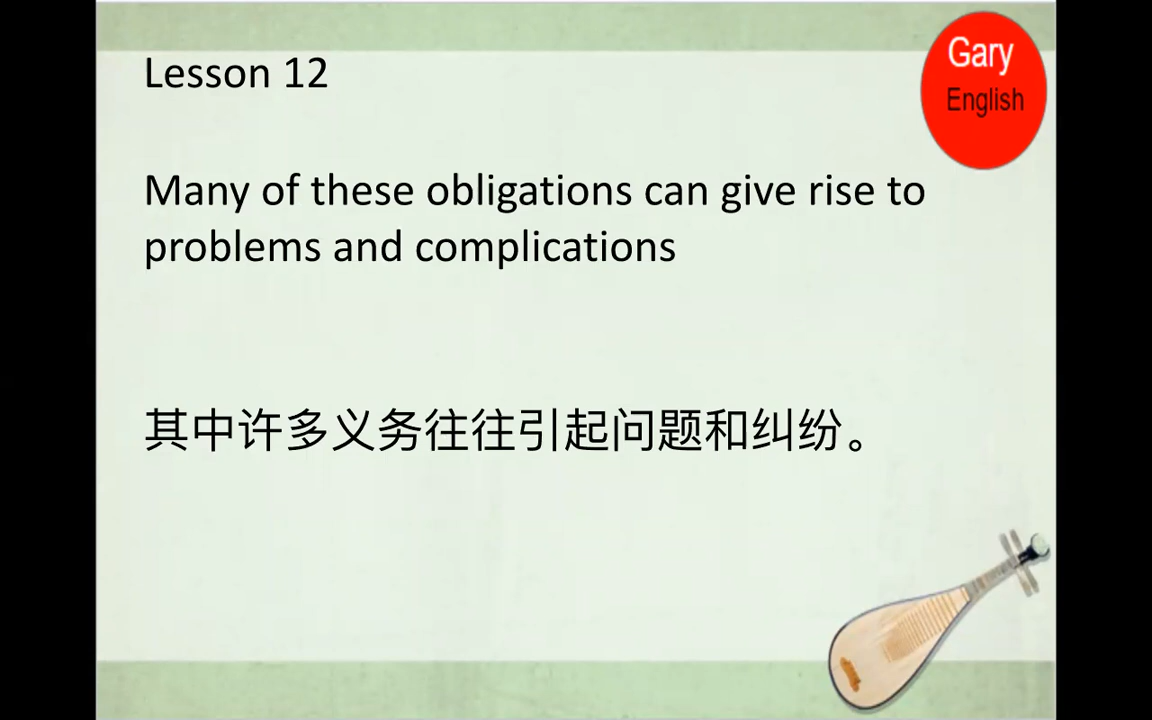 Lesson 12
Gary
English
Many of these obligations can give rise to
problems and complications
其中许多义务往往引起问题和纠纷。